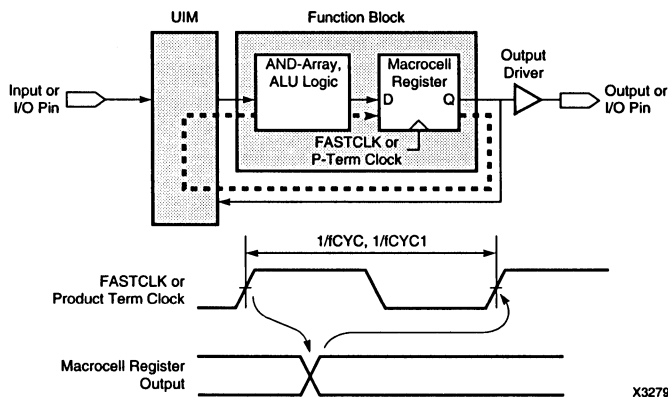 UIM
Function Block
AND-Array,
ALU Logic
Macrocell
Register
Output
Driver
Input or
I/O Pin
D
Q
Output or
I/O Pin
FASTCLK or
P-Term Clock
1/fCYC, 1/fCYC1
FASTCLK or
Product Term Clock
Macrocell Register
Output
X3279